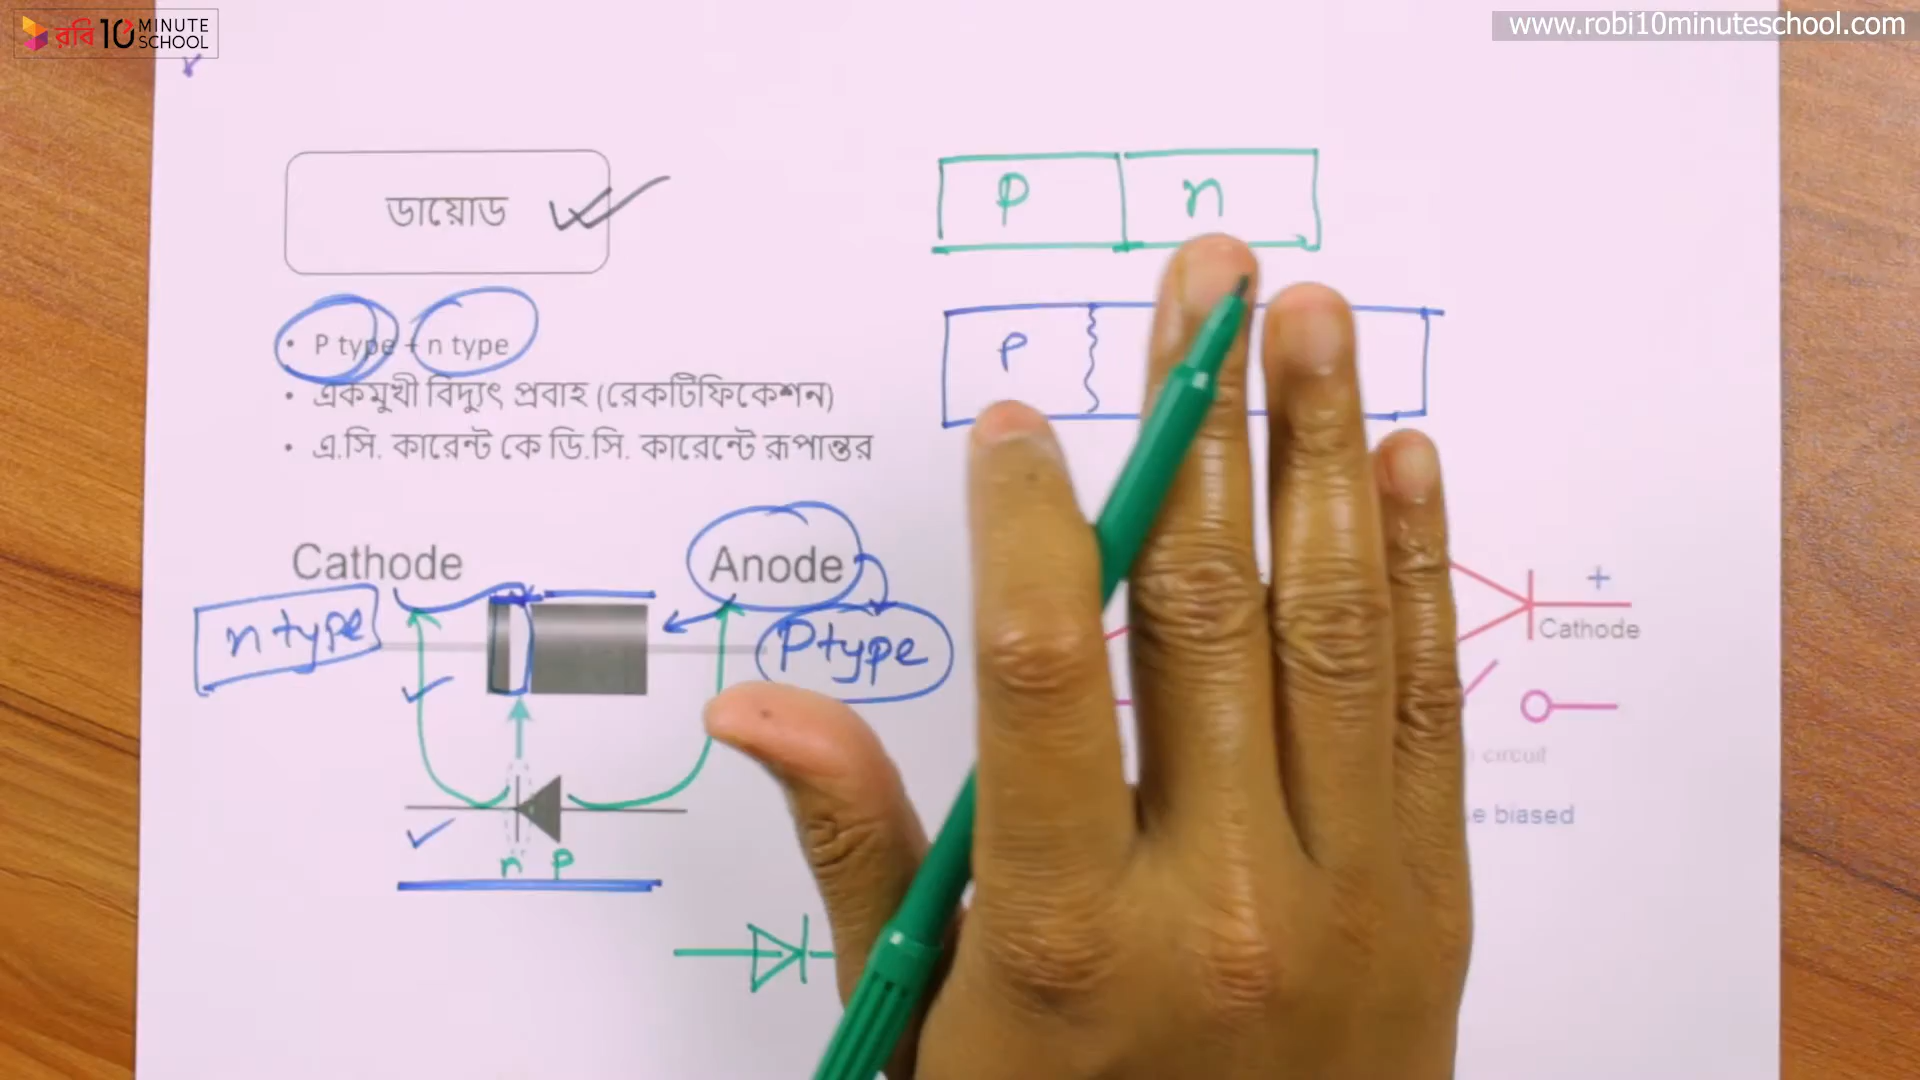 রবি 10 MINUTE SCHOOL
www.robi10minuteschool.com
ডায়োড
P n
• P type + n type
P
• একমুখী বিদ্যুৎ প্রবাহ (রেকটিফিকেশন)
• এ.সি. কারেন্ট কে ডি.সি. কারেন্টে রূপান্তর
Cathode Anode
n type Ptype
n P
+
Cathode
circuit
biased